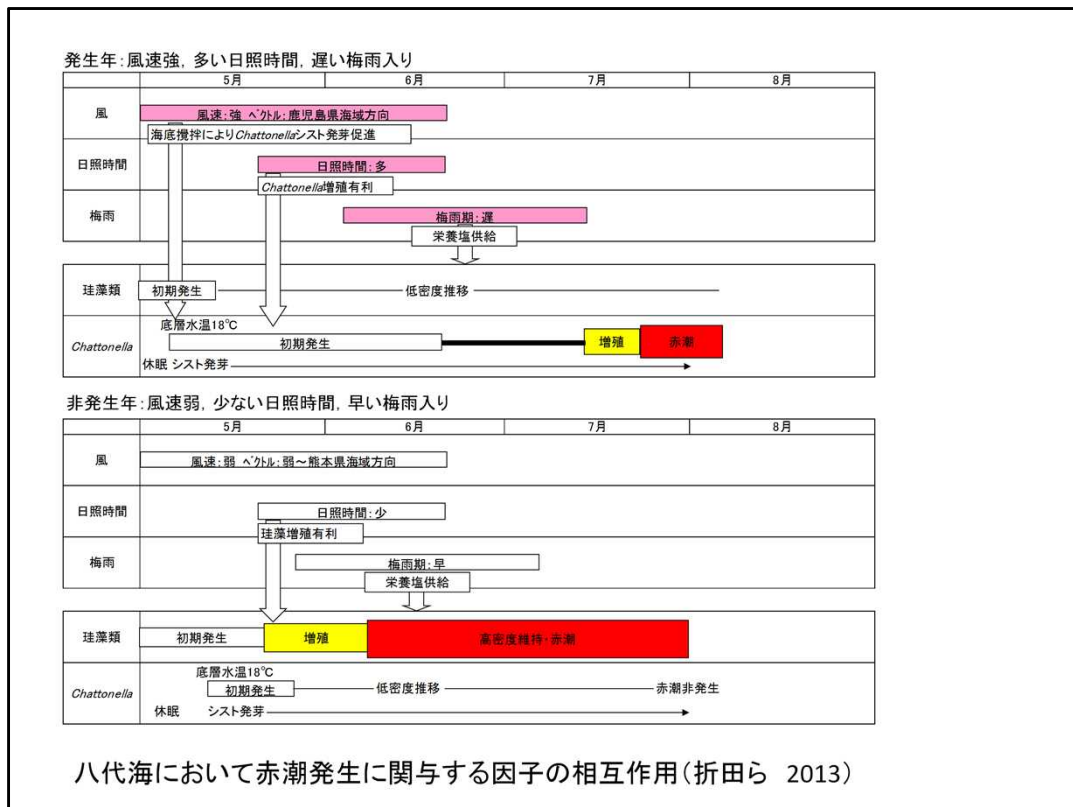 発生年：風速強，多い日照時間，遅い梅雨入り
5月 6月 7月 8月
風
風速：強 ﾍﾞｸﾄﾙ：鹿児島県海域方向
海底攪拌によりChattonellaシスト発芽促進
日照時間
日照時間：多
Chattonella増殖有利
梅雨
梅雨期：遅
栄養塩供給
珪藻類
初期発生
低密度推移
底層水温18℃
Chattonella
初期発生
増殖
赤潮
休眠 シスト発芽
非発生年：風速弱，少ない日照時間，早い梅雨入り
5月 6月 7月 8月
風
風速：弱 ﾍﾞｸﾄﾙ：弱～熊本県海域方向
日照時間
日照時間：少
珪藻増殖有利
梅雨
梅雨期：早
栄養塩供給
珪藻類
初期発生
増殖
高密度維持・赤潮
底層水温18℃
Chattonella
初期発生
低密度推移
赤潮非発生
休眠 シスト発芽
八代海において赤潮発生に関与する因子の相互作用（折田ら 2013）